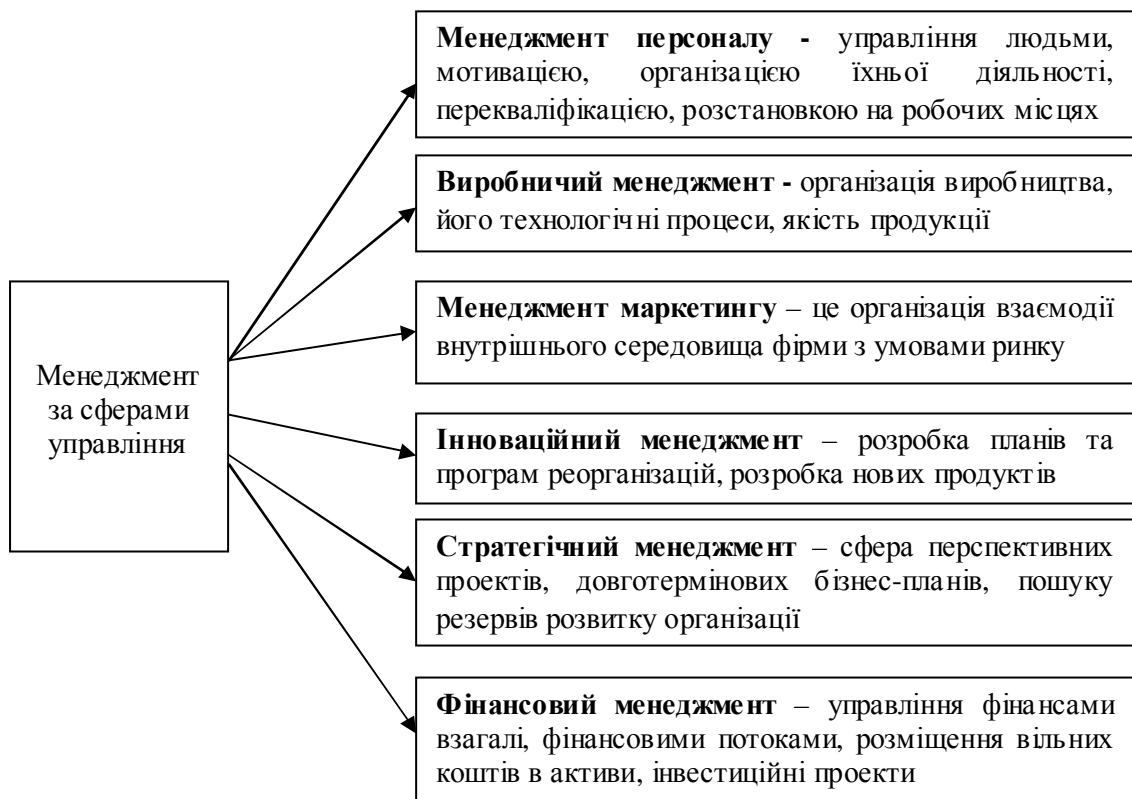 Менеджмент персоналу - управління людьми,
мотивацією, організацією їхньої діяльності,
перекваліфікацією, розстановкою на робочих місцях
Виробничий менеджмент - організація виробництва,
його технологічні процеси, якість продукції
Менеджмент маркетингу – це організація взаємодії
внутрішнього середовища фірми з умовами ринку
Менеджмент
за сферами
управління
Інноваційний менеджмент – розробка планів та
програм реорганізацій, розробка нових продуктів
Стратегічний менеджмент – сфера перспективних
проектів, довготермінових бізнес-планів, пошуку
резервів розвитку організації
Фінансовий менеджмент – управління фінансами
взагалі, фінансовими потоками, розміщення вільних
коштів в активи, інвестиційні проекти